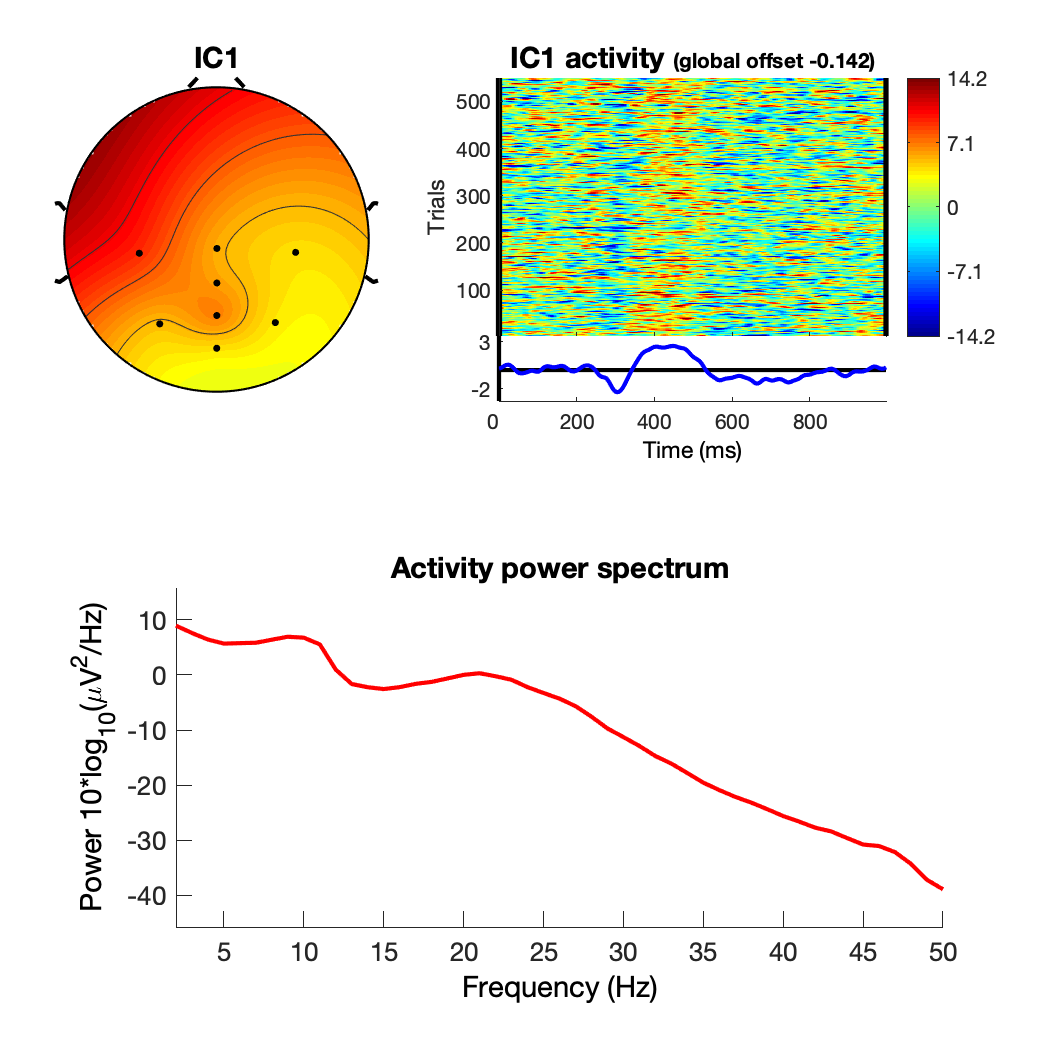 IC1
IC1 activity (global offset -0.142)
Trials
500
400
300
200
100
14.2
7.1
0
-7.1
-14.2
3
-2
0 200 400 600 800
Time (ms)
Activity power spectrum
Power 10*log10(μV2/Hz)
10
0
-10
-20
-30
-40
5 10 15 20 25 30 35 40 45 50
Frequency (Hz)